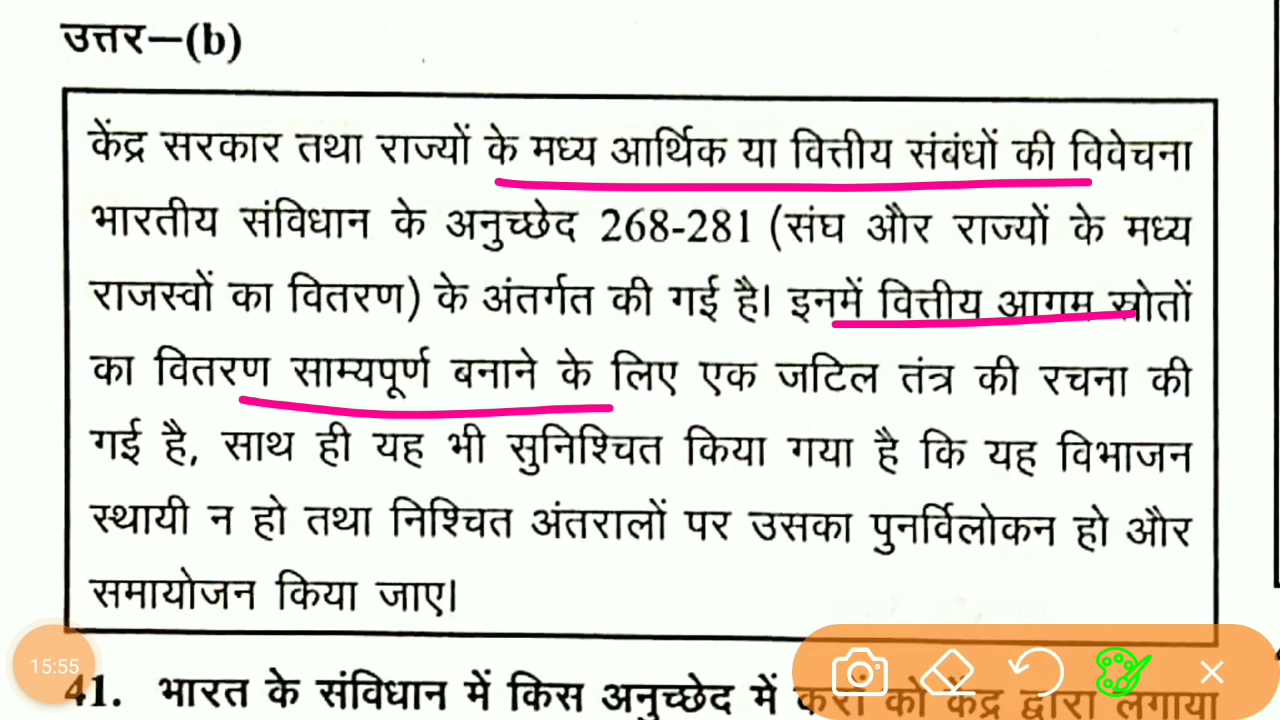 उत्तर—(b)
केंद्र सरकार तथा राज्यों के मध्य आर्थिक या वित्तीय संबंधों की विवेचना
भारतीय संविधान के अनुच्छेद 268-281 (संघ और राज्यों के मध्य
राजस्वों का वितरण) के अंतर्गत की गई है। इनमें वित्तीय आगम स्रोतों
का वितरण साम्यपूर्ण बनाने के लिए एक जटिल तंत्र की रचना की
गई है, साथ ही यह भी सुनिश्चित किया गया है कि यह विभाजन
स्थायी न हो तथा निश्चित अंतरालों पर उसका पुनर्विलोकन हो और
समायोजन किया जाए।
15:55
41. भारत के संविधान में किस अनुच्छेद में करों को केंद्र द्वारा लगाया